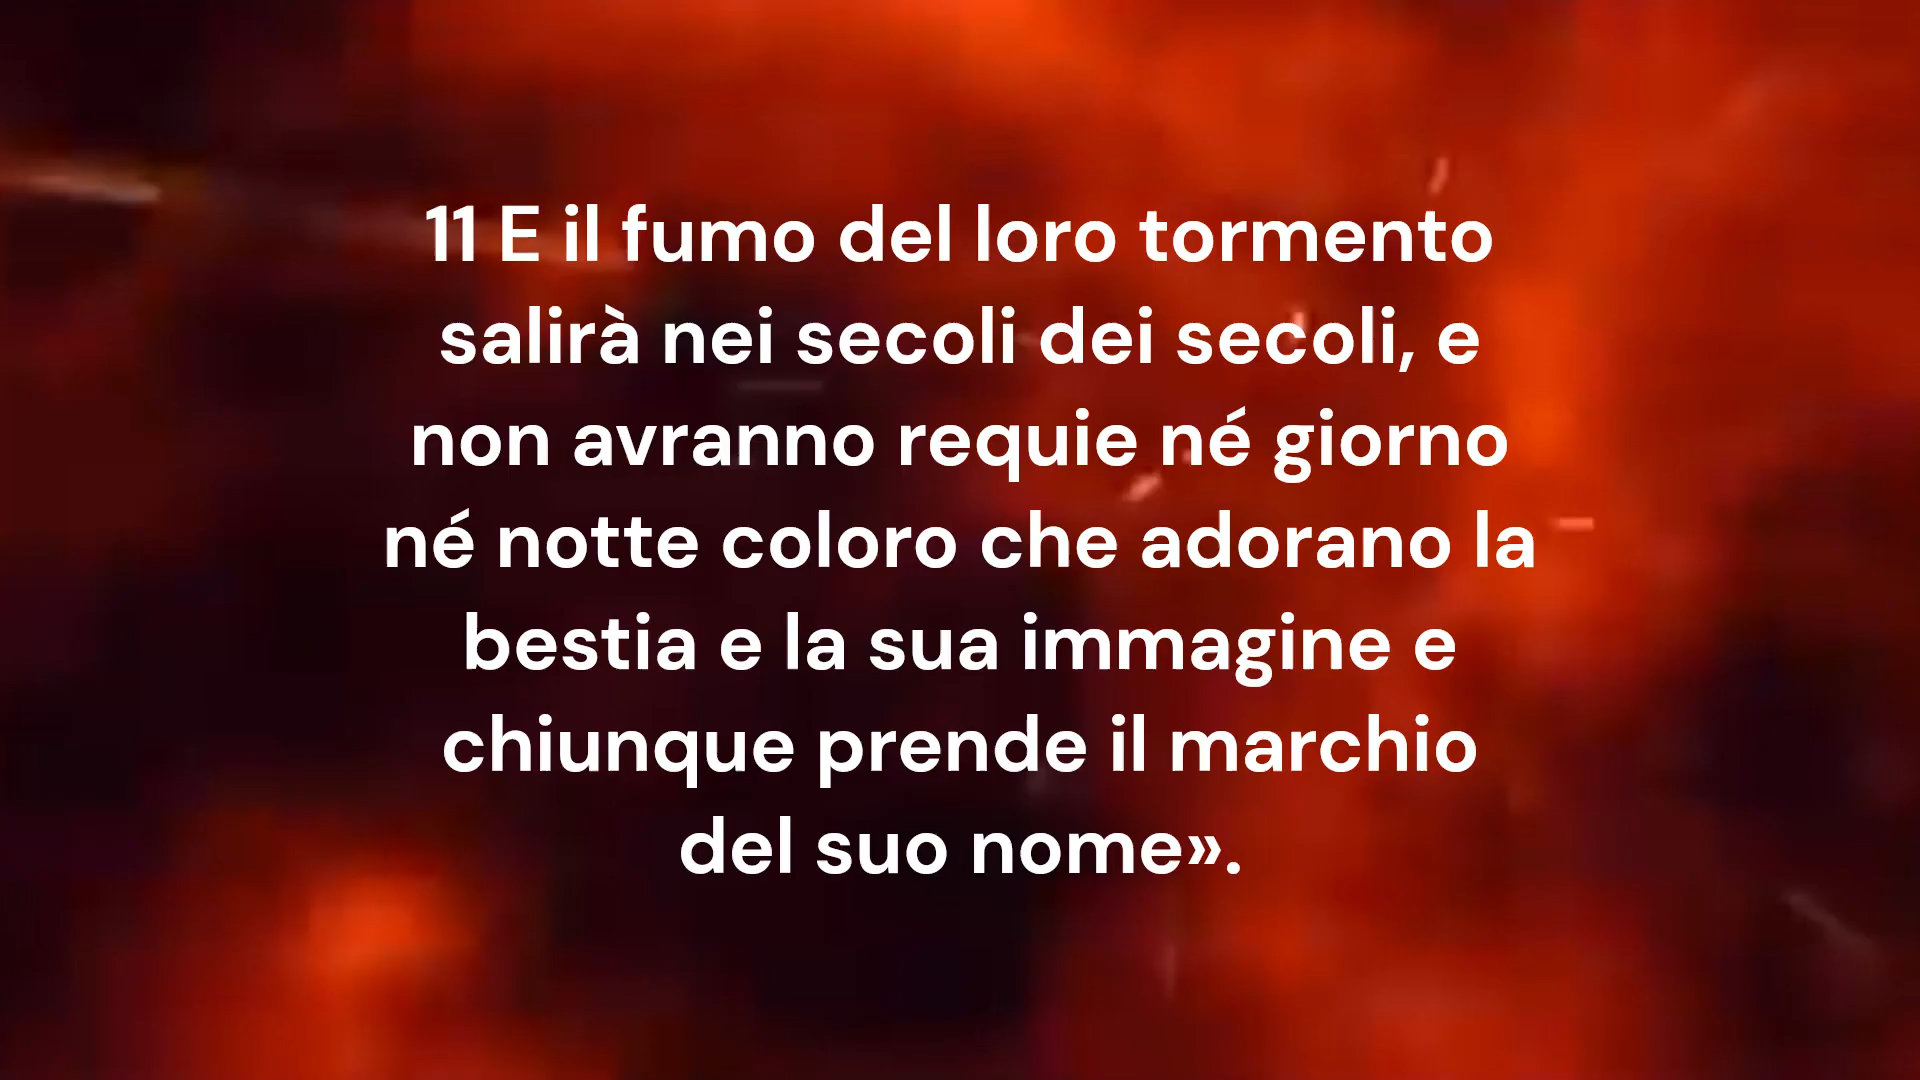 11 E il fumo del loro tormento
salirà nei secoli dei secoli, e
non avranno requie né giorno
né notte coloro che adorano la
bestia e la sua immagine e
chiunque prende il marchio
del suo nome».